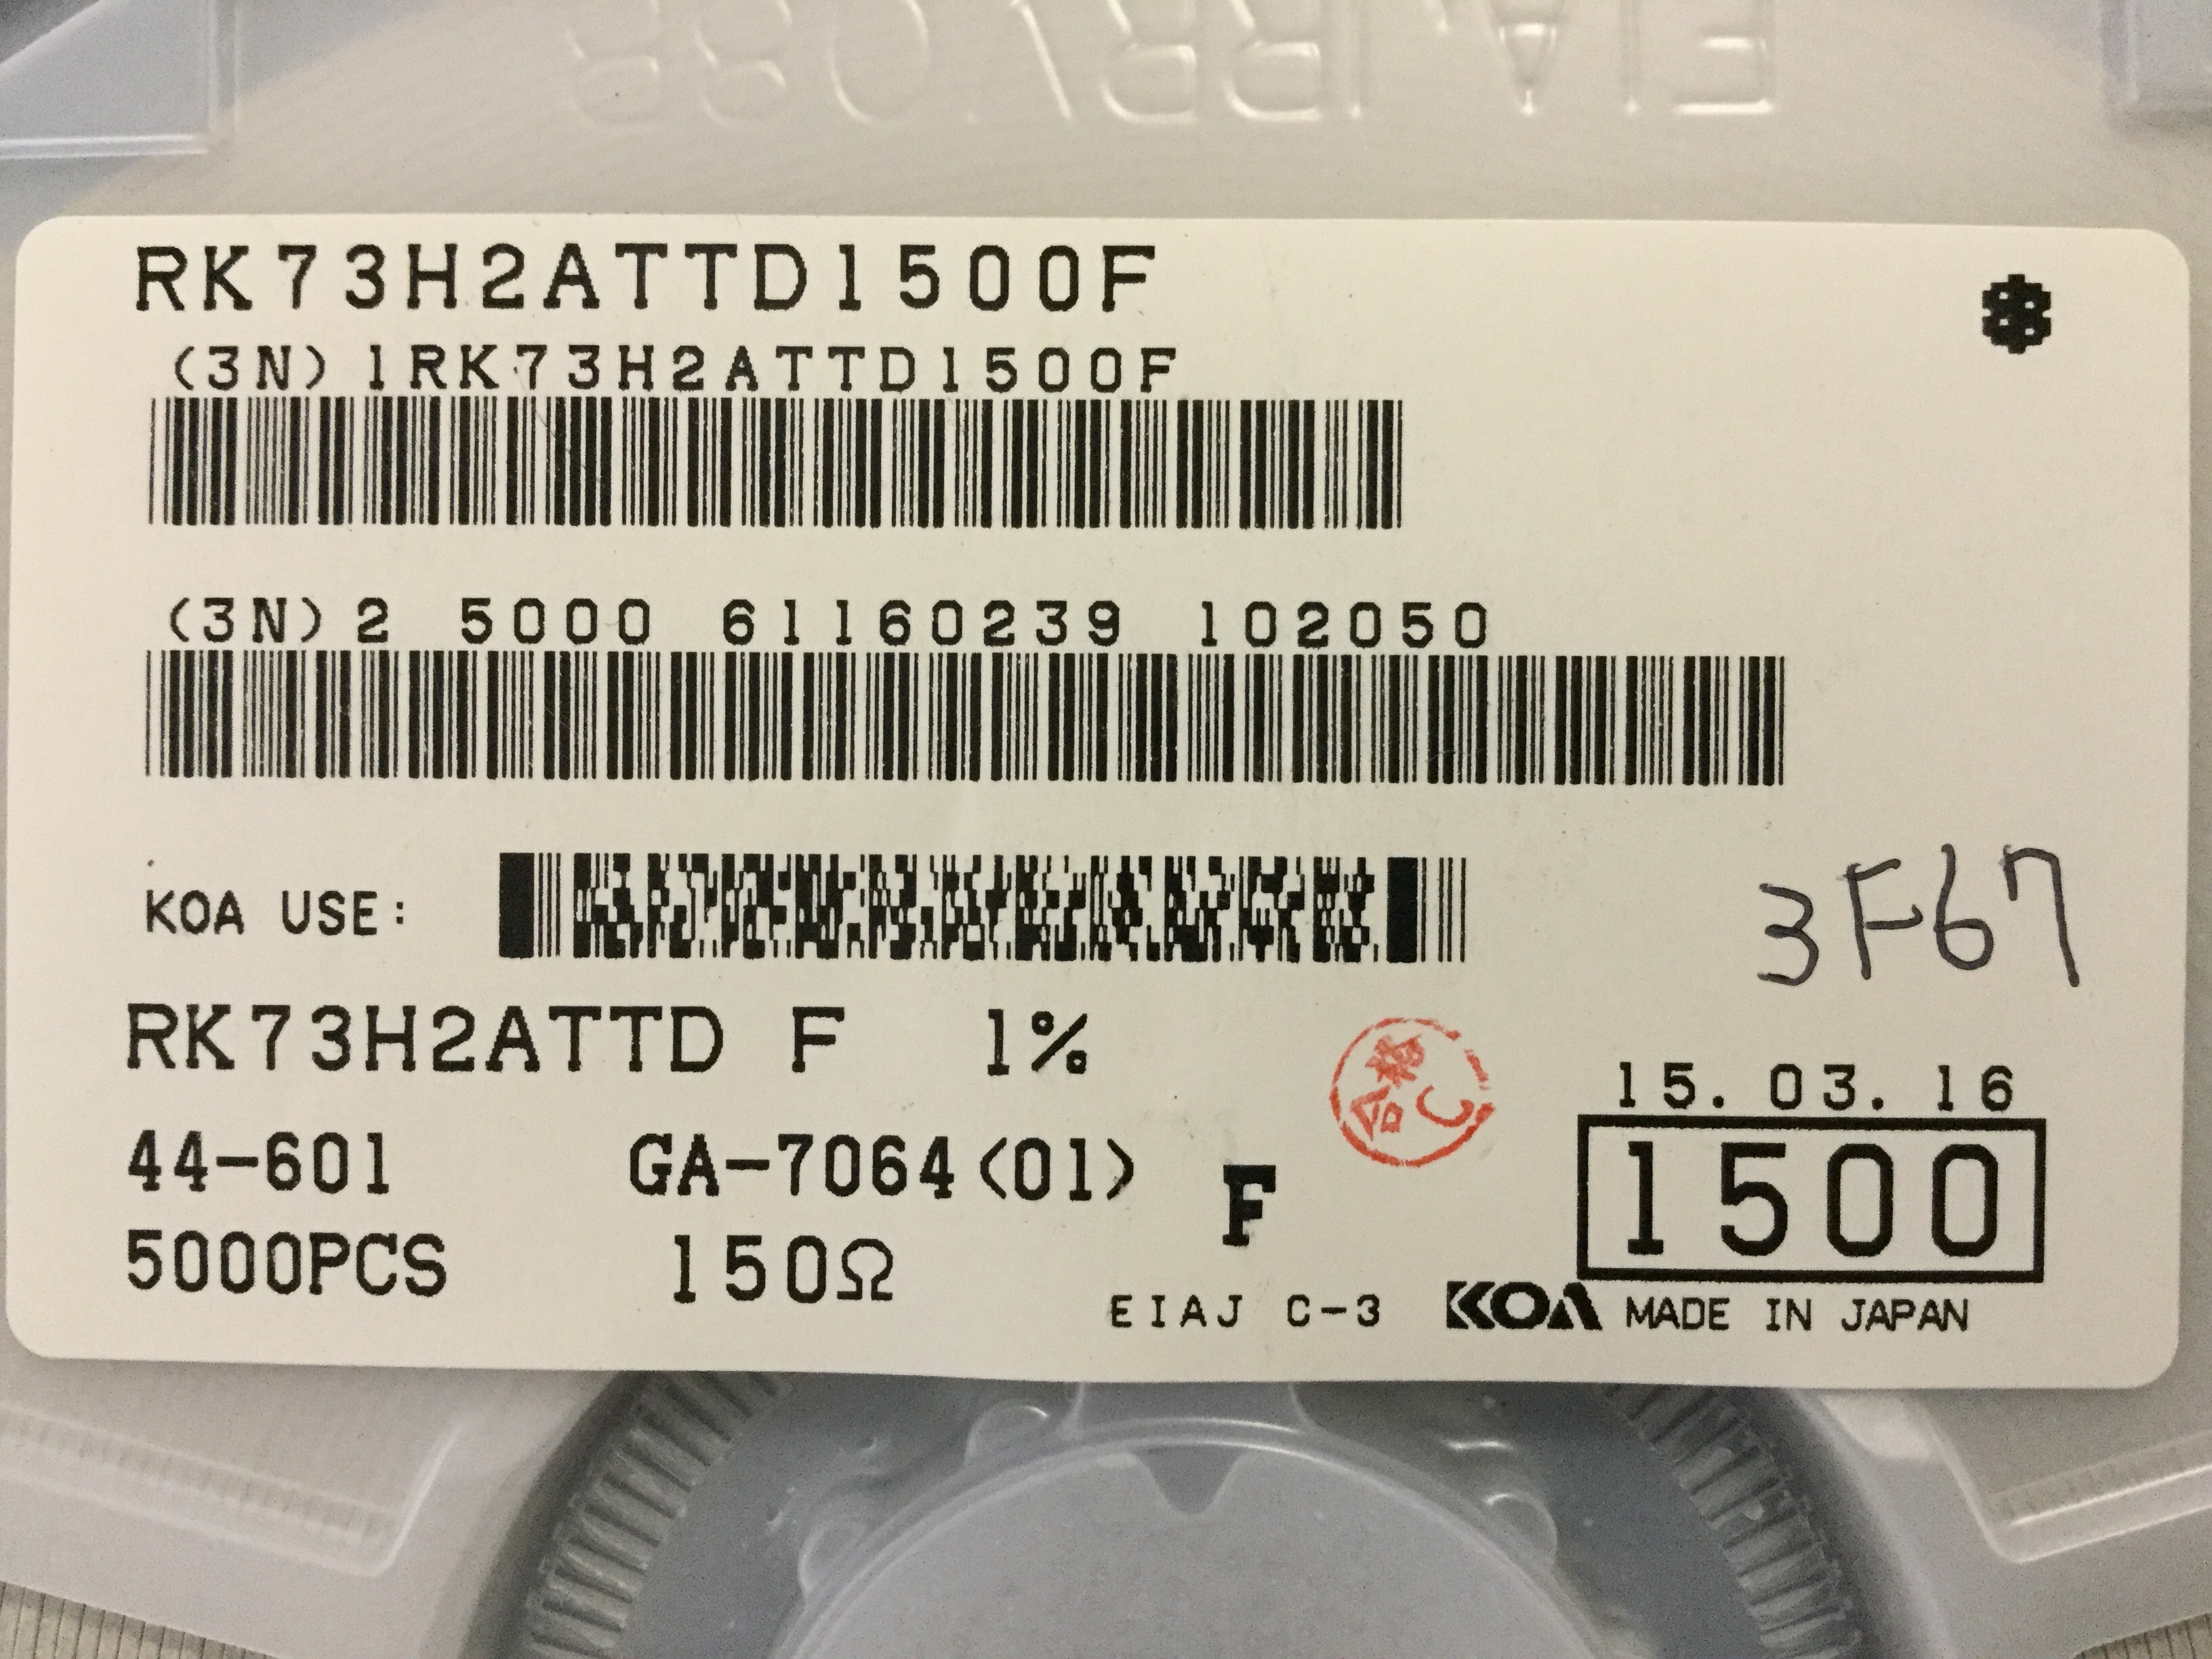 RK73H2ATTD1500F
(3N)1RK73H2ATTD1500F
(3N)2 5000 61160239 102050
KOA USE:
3F67
RK73H2ATTD F 1%
15.03.16
44-601 GA-7064(01) F
1500
5000PCS 150Ω
EIAJ C-3 KOA MADE IN JAPAN